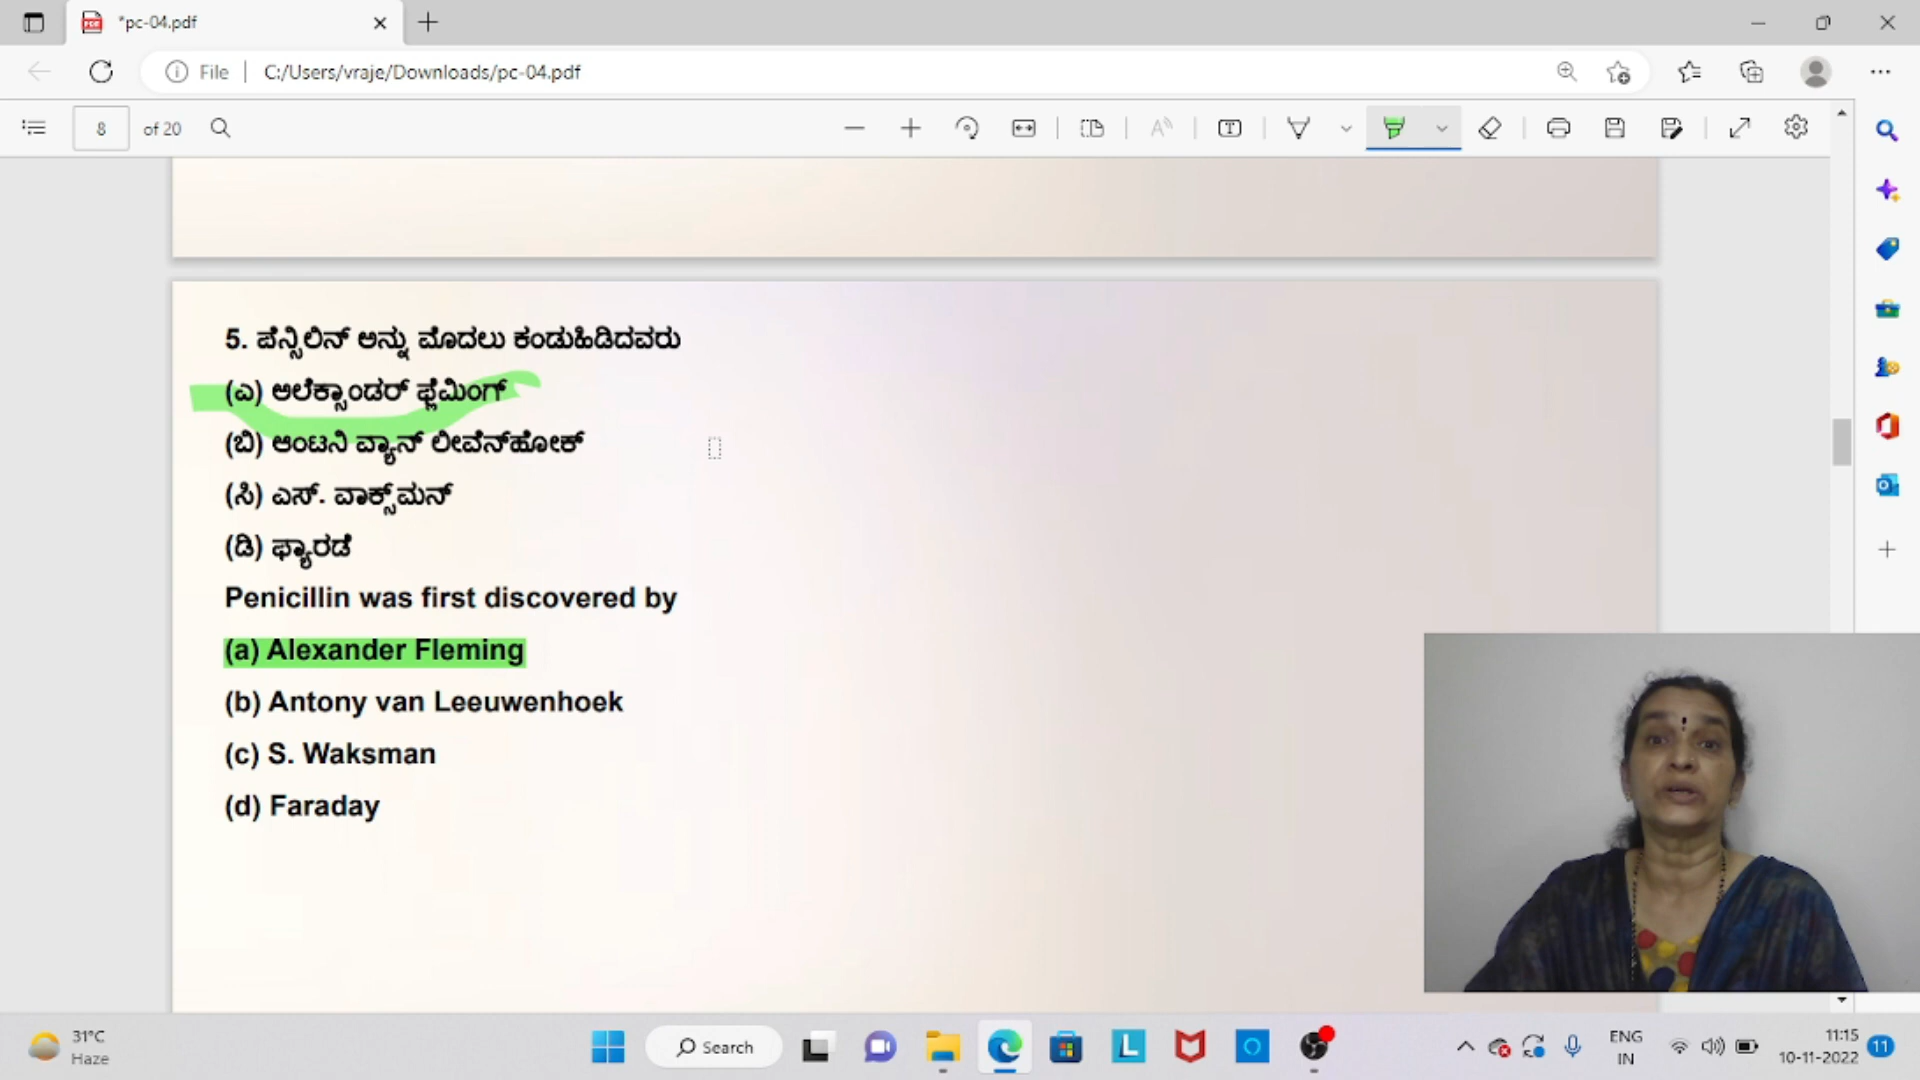 *pc-04.pdf
File
C:/Users/vraje/Downloads/pc-04.pdf
8 of 20
5. ಪೆನ್ಸಿಲಿನ್ ಅನ್ನು ಮೊದಲು ಕಂಡುಹಿಡಿದವರು
(ಎ) ಅಲೆಕ್ಸಾಂಡರ್ ಫ್ಲೆಮಿಂಗ್
(ಬಿ) ಆಂಟನಿ ವ್ಯಾನ್ ಲೀವೆನ್‌ಹೋಕ್
(ಸಿ) ಎಸ್. ವಾಕ್ಸ್‌ಮನ್
(ಡಿ) ಫ್ಯಾರಡೆ
Penicillin was first discovered by
(a) Alexander Fleming
(b) Antony van Leeuwenhoek
(c) S. Waksman
(d) Faraday
31°C
Haze
Search
ENG
IN
11:15
10-11-2022
11